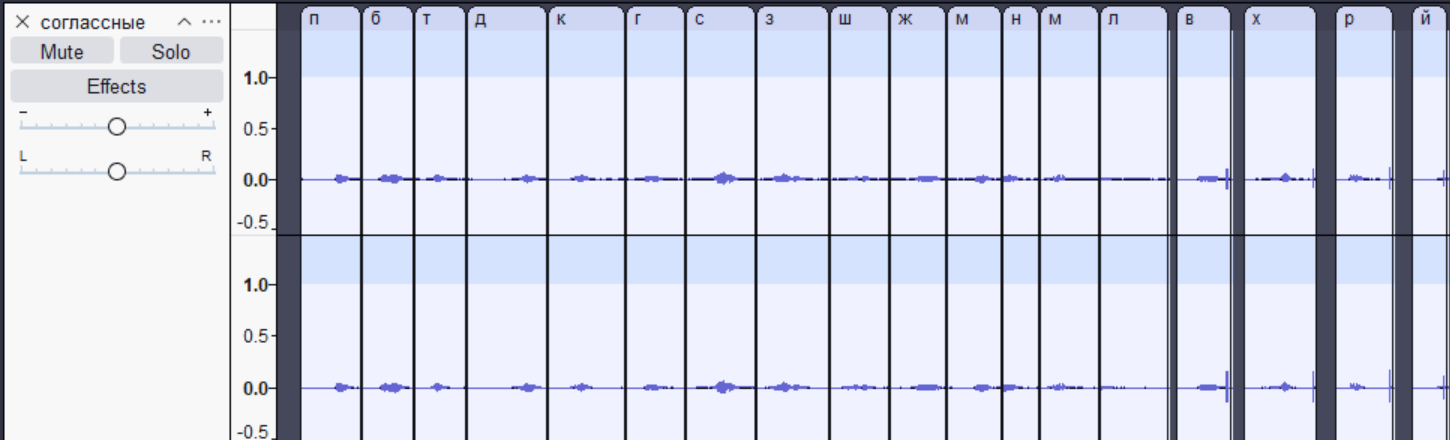 согласcные
п б т д к г с з ш ж м н м л в х р й
Mute Solo
Effects
- +
L R
1.0
0.5
0.0
-0.5
1.0
0.5
0.0
-0.5